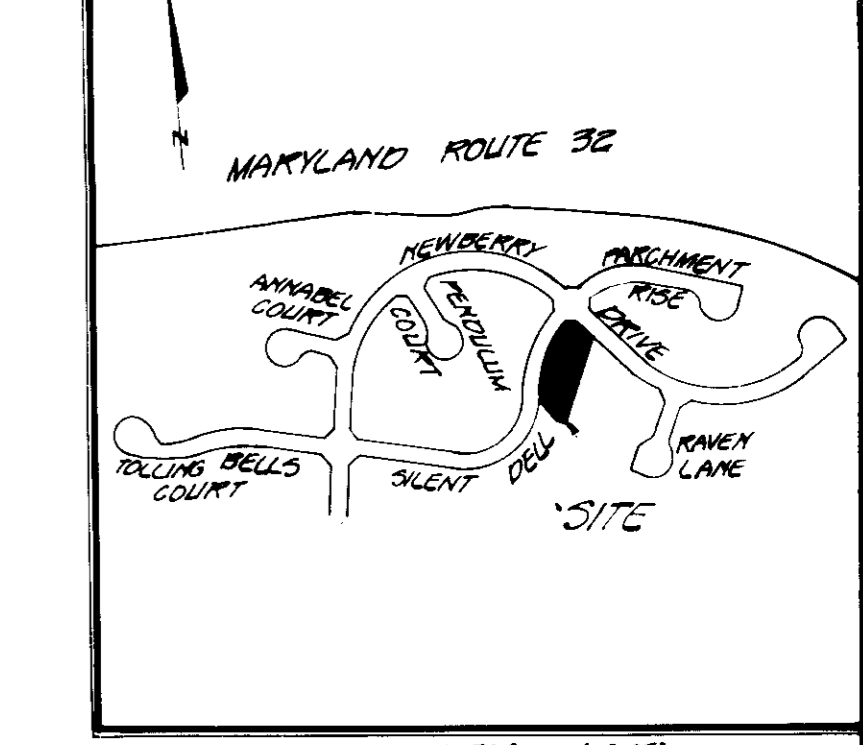 N
MARYLAND ROUTE 32
NEWBERRY
PARCHMENT
RISE
ANNABEL
COURT
PENDULUM
COURT
DRIVE
TOLLING BELLS
COURT
SILENT
DELL
RAVEN
LANE
SITE